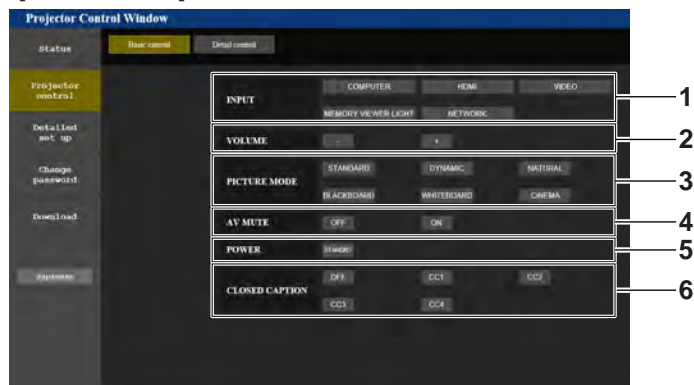 Projector Control Window
Status
Basic control
Detail control
Projector control
Detailed set up
Change password
Download
Japanese
INPUT
COMPUTER
HDMI
VIDEO
MEMORY VIEWER LIGHT
NETWORK
1
VOLUME
-
+
2
PICTURE MODE
STANDARD
DYNAMIC
NATURAL
BLACKBOARD
WHITEBOARD
CINEMA
3
AV MUTE
OFF
ON
4
POWER
STANDBY
5
CLOSED CAPTION
OFF
CC1
CC2
CC3
CC4
6